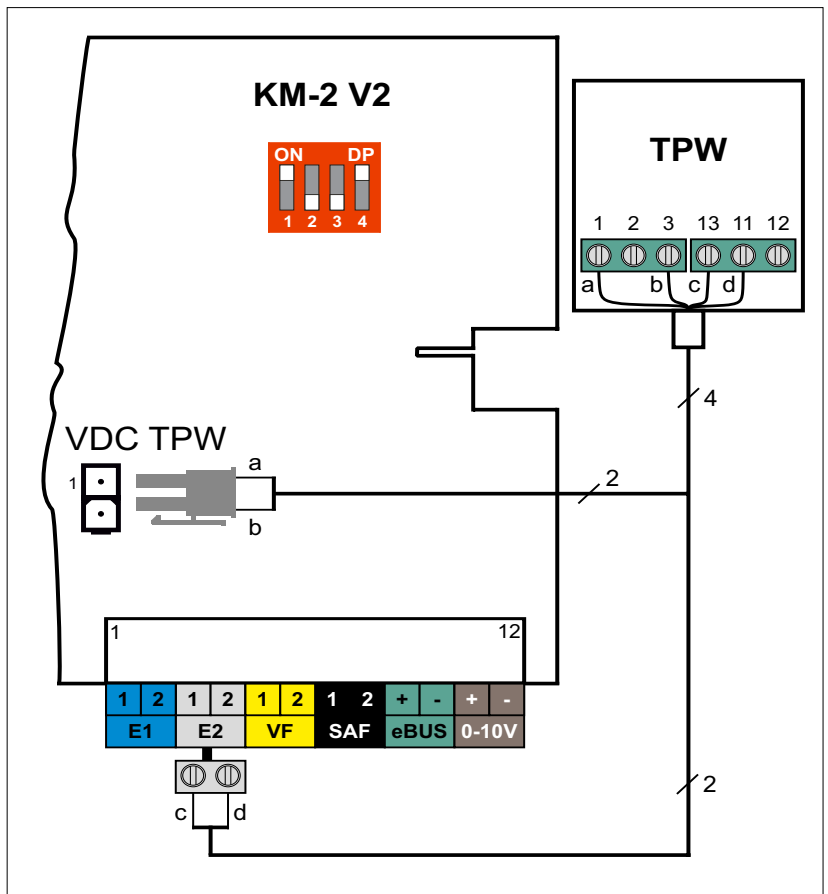 KM-2 V2
ON DP
1 2 3 4
TPW
1 2 3 13 11 12
a b c d
4
VDC TPW
1
a
b
2
1 12
1 2 1 2 1 2 1 2 + - + -
E1 E2 VF SAF eBUS 0-10V
c d
2